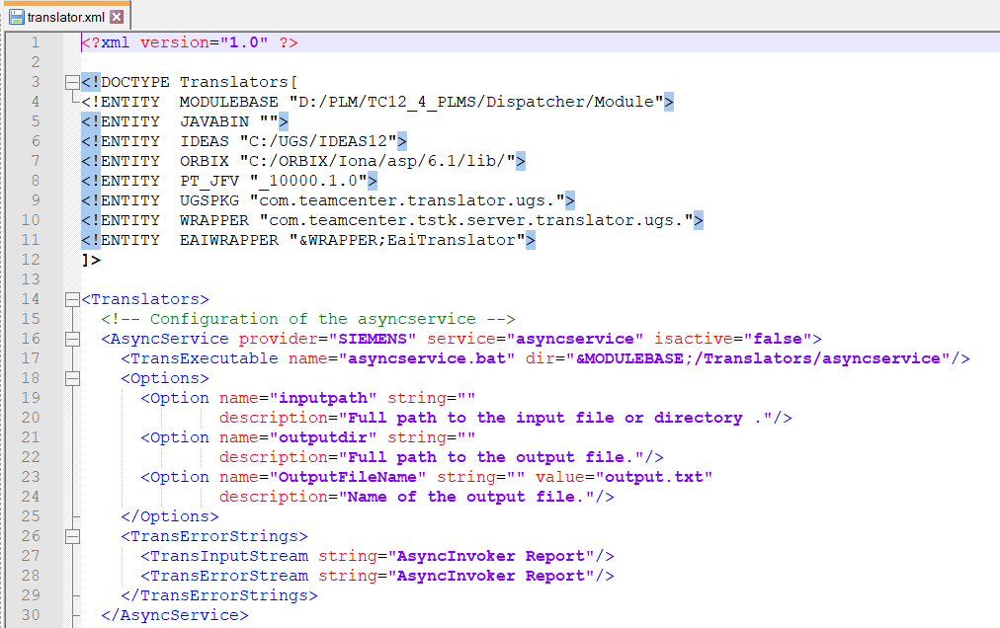 translator.xml
1 <?xml version="1.0" ?>
2
3 <!DOCTYPE Translators[
4 <!ENTITY  MODULEBASE "D:/PLM/TC12_4_PLMS/Dispatcher/Module">
5 <!ENTITY  JAVABIN "">
6 <!ENTITY  IDEAS "C:/UGS/IDEAS12">
7 <!ENTITY  ORBIX "C:/ORBIX/Iona/asp/6.1/lib/">
8 <!ENTITY  PT_JFV "_10000.1.0">
9 <!ENTITY  UGSPKG "com.teamcenter.translator.ugs.">
10 <!ENTITY  WRAPPER "com.teamcenter.tstk.server.translator.ugs.">
11 <!ENTITY  EAIWRAPPER "&WRAPPER;EaiTranslator">
12 ]>
13
14 <Translators>
15   <!-- Configuration of the asyncservice -->
16   <AsyncService provider="SIEMENS" service="asyncservice" isactive="false">
17     <TransExecutable name="asyncservice.bat" dir="&MODULEBASE;/Translators/asyncservice"/>
18     <Options>
19       <Option name="inputpath" string=""
20               description="Full path to the input file or directory ."/>
21       <Option name="outputdir" string=""
22               description="Full path to the output file."/>
23       <Option name="OutputFileName" string="" value="output.txt"
24               description="Name of the output file."/>
25     </Options>
26     <TransErrorStrings>
27       <TransInputStream string="AsyncInvoker Report"/>
28       <TransErrorStream string="AsyncInvoker Report"/>
29     </TransErrorStrings>
30   </AsyncService>